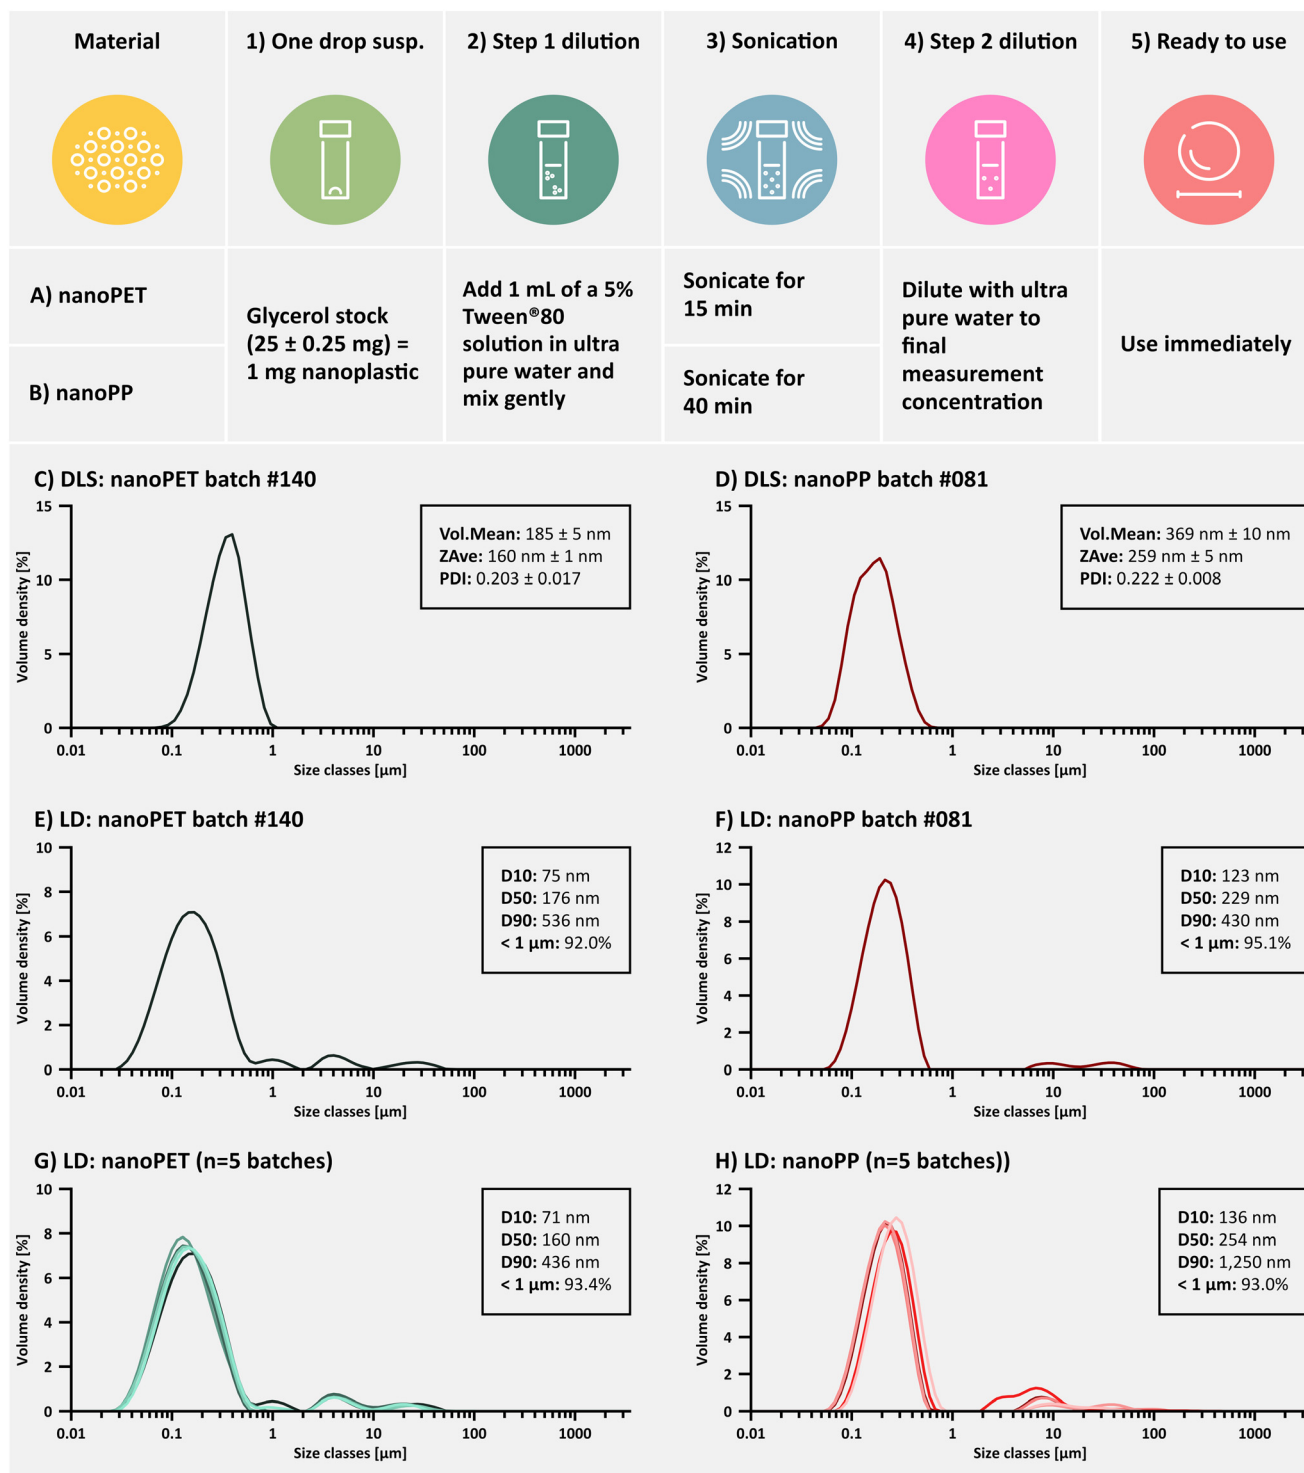 Material
1) One drop susp.
2) Step 1 dilution
3) Sonication
4) Step 2 dilution
5) Ready to use
A) nanoPET
B) nanoPP
Glycerol stock
(25 ± 0.25 mg) =
1 mg nanoplastic
Add 1 mL of a 5%
Tween®80
solution in ultra
pure water and
mix gently
Sonicate for
15 min
Sonicate for
40 min
Dilute with ultra
pure water to
final
measurement
concentration
Use immediately
C) DLS: nanoPET batch #140
Volume density [%]
15
10
5
0
0.01 0.1 1 10 100 1000
Size classes [µm]
Vol.Mean: 185 ± 5 nm
ZAve: 160 nm ± 1 nm
PDI: 0.203 ± 0.017
D) DLS: nanoPP batch #081
Volume density [%]
15
10
5
0
0.01 0.1 1 10 100 1000
Size classes [µm]
Vol.Mean: 369 nm ± 10 nm
ZAve: 259 nm ± 5 nm
PDI: 0.222 ± 0.008
E) LD: nanoPET batch #140
Volume density [%]
10
8
6
4
2
0
0.01 0.1 1 10 100 1000
Size classes [µm]
D10: 75 nm
D50: 176 nm
D90: 536 nm
< 1 µm: 92.0%
F) LD: nanoPP batch #081
Volume density [%]
12
10
8
6
4
2
0
0.01 0.1 1 10 100 1000
Size classes [µm]
D10: 123 nm
D50: 229 nm
D90: 430 nm
< 1 µm: 95.1%
G) LD: nanoPET (n=5 batches)
Volume density [%]
10
8
6
4
2
0
0.01 0.1 1 10 100 1000
Size classes [µm]
D10: 71 nm
D50: 160 nm
D90: 436 nm
< 1 µm: 93.4%
H) LD: nanoPP (n=5 batches))
Volume density [%]
12
10
8
6
4
2
0
0.01 0.1 1 10 100 1000
Size classes [µm]
D10: 136 nm
D50: 254 nm
D90: 1,250 nm
< 1 µm: 93.0%